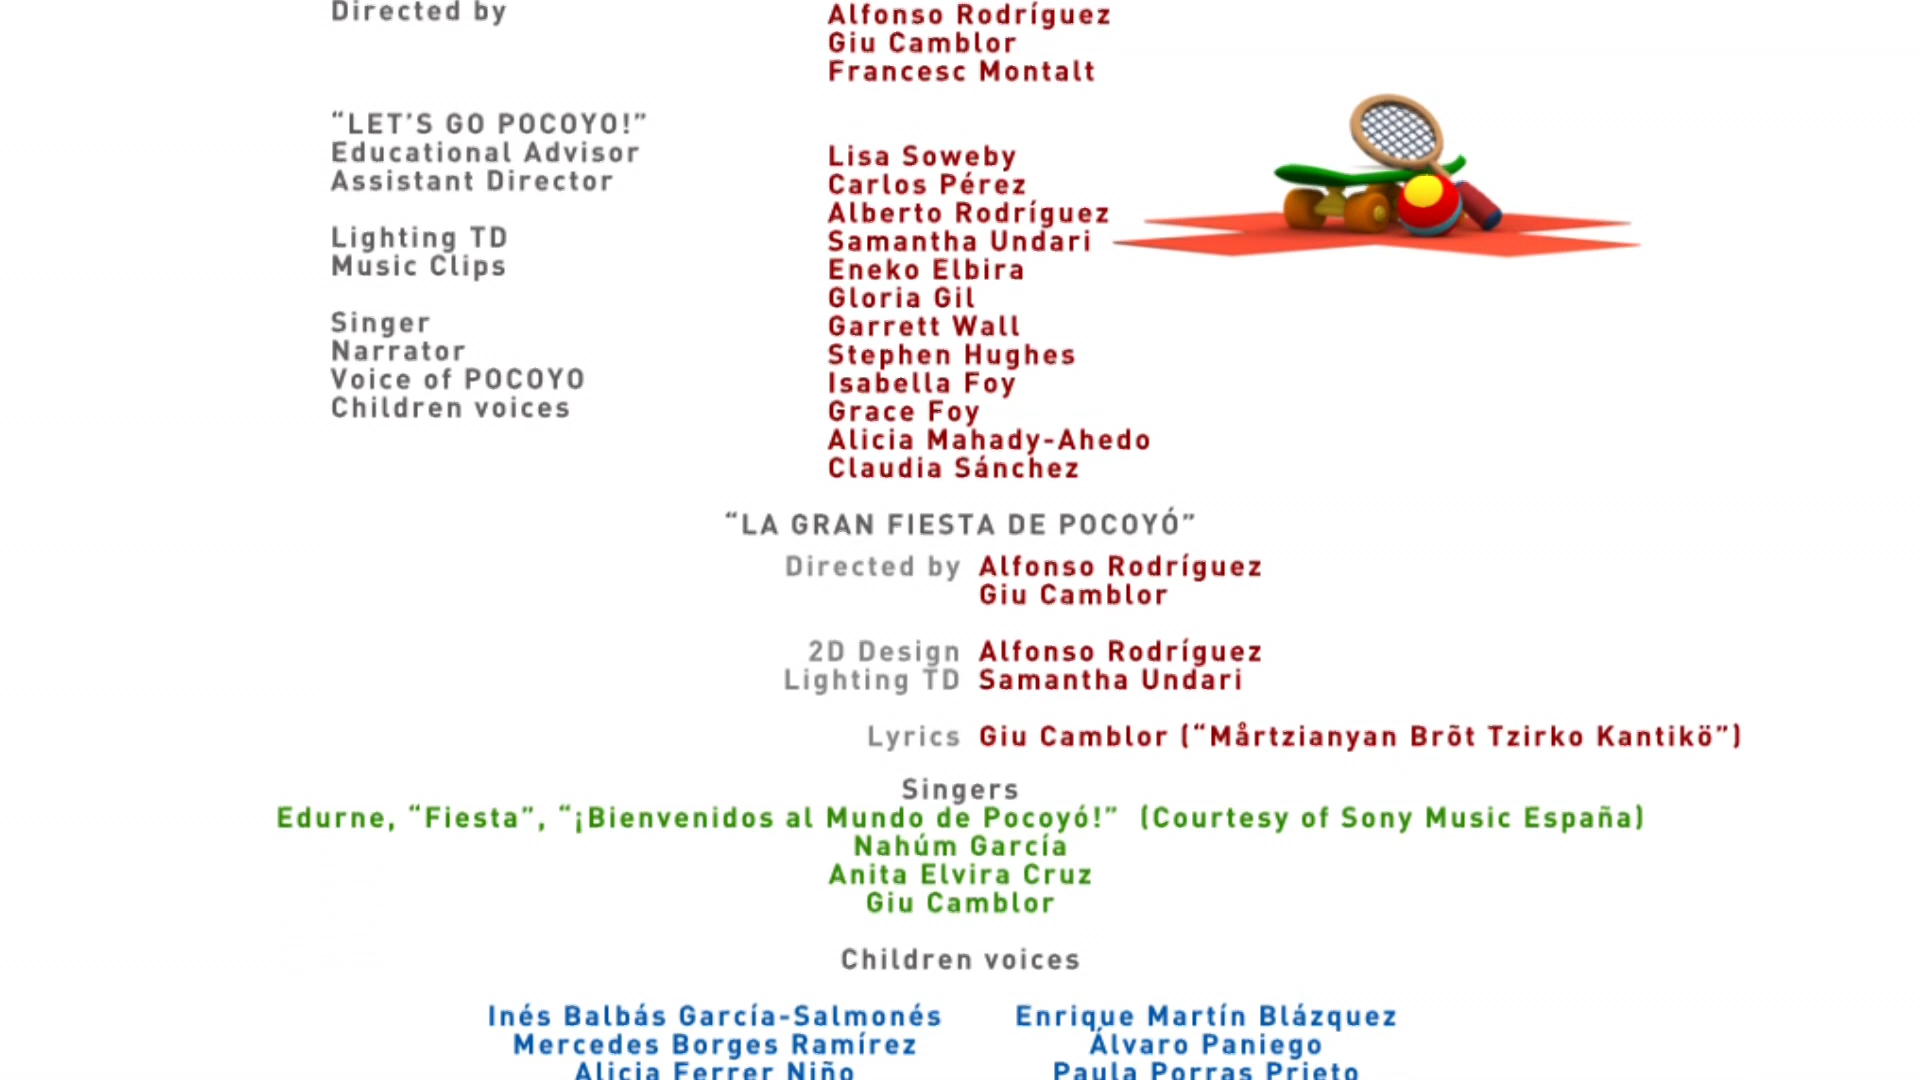 Directed by Alfonso Rodríguez
Giu Camblor
Francesc Montalt
“LET’S GO POCOYO!”
Educational Advisor Lisa Soweby
Assistant Director Carlos Pérez
Alberto Rodríguez
Lighting TD Samantha Undari
Music Clips Eneko Elbira
Gloria Gil
Singer Garrett Wall
Narrator Stephen Hughes
Voice of POCOYO Isabella Foy
Children voices Grace Foy
Alicia Mahady-Ahedo
Claudia Sánchez
“LA GRAN FIESTA DE POCOYÓ”
Directed by Alfonso Rodríguez
Giu Camblor
2D Design Alfonso Rodríguez
Lighting TD Samantha Undari
Lyrics Giu Camblor (“Mårtzianyan Brõt Tzirko Kantikö”)
Singers
Edurne, “Fiesta”, “¡Bienvenidos al Mundo de Pocoyó!” (Courtesy of Sony Music España)
Nahúm García
Anita Elvira Cruz
Giu Camblor
Children voices
Inés Balbás García-Salmonés Enrique Martín Blázquez
Mercedes Borges Ramírez Álvaro Paniego
Alicia Ferrer Niño Paula Porras Prieto